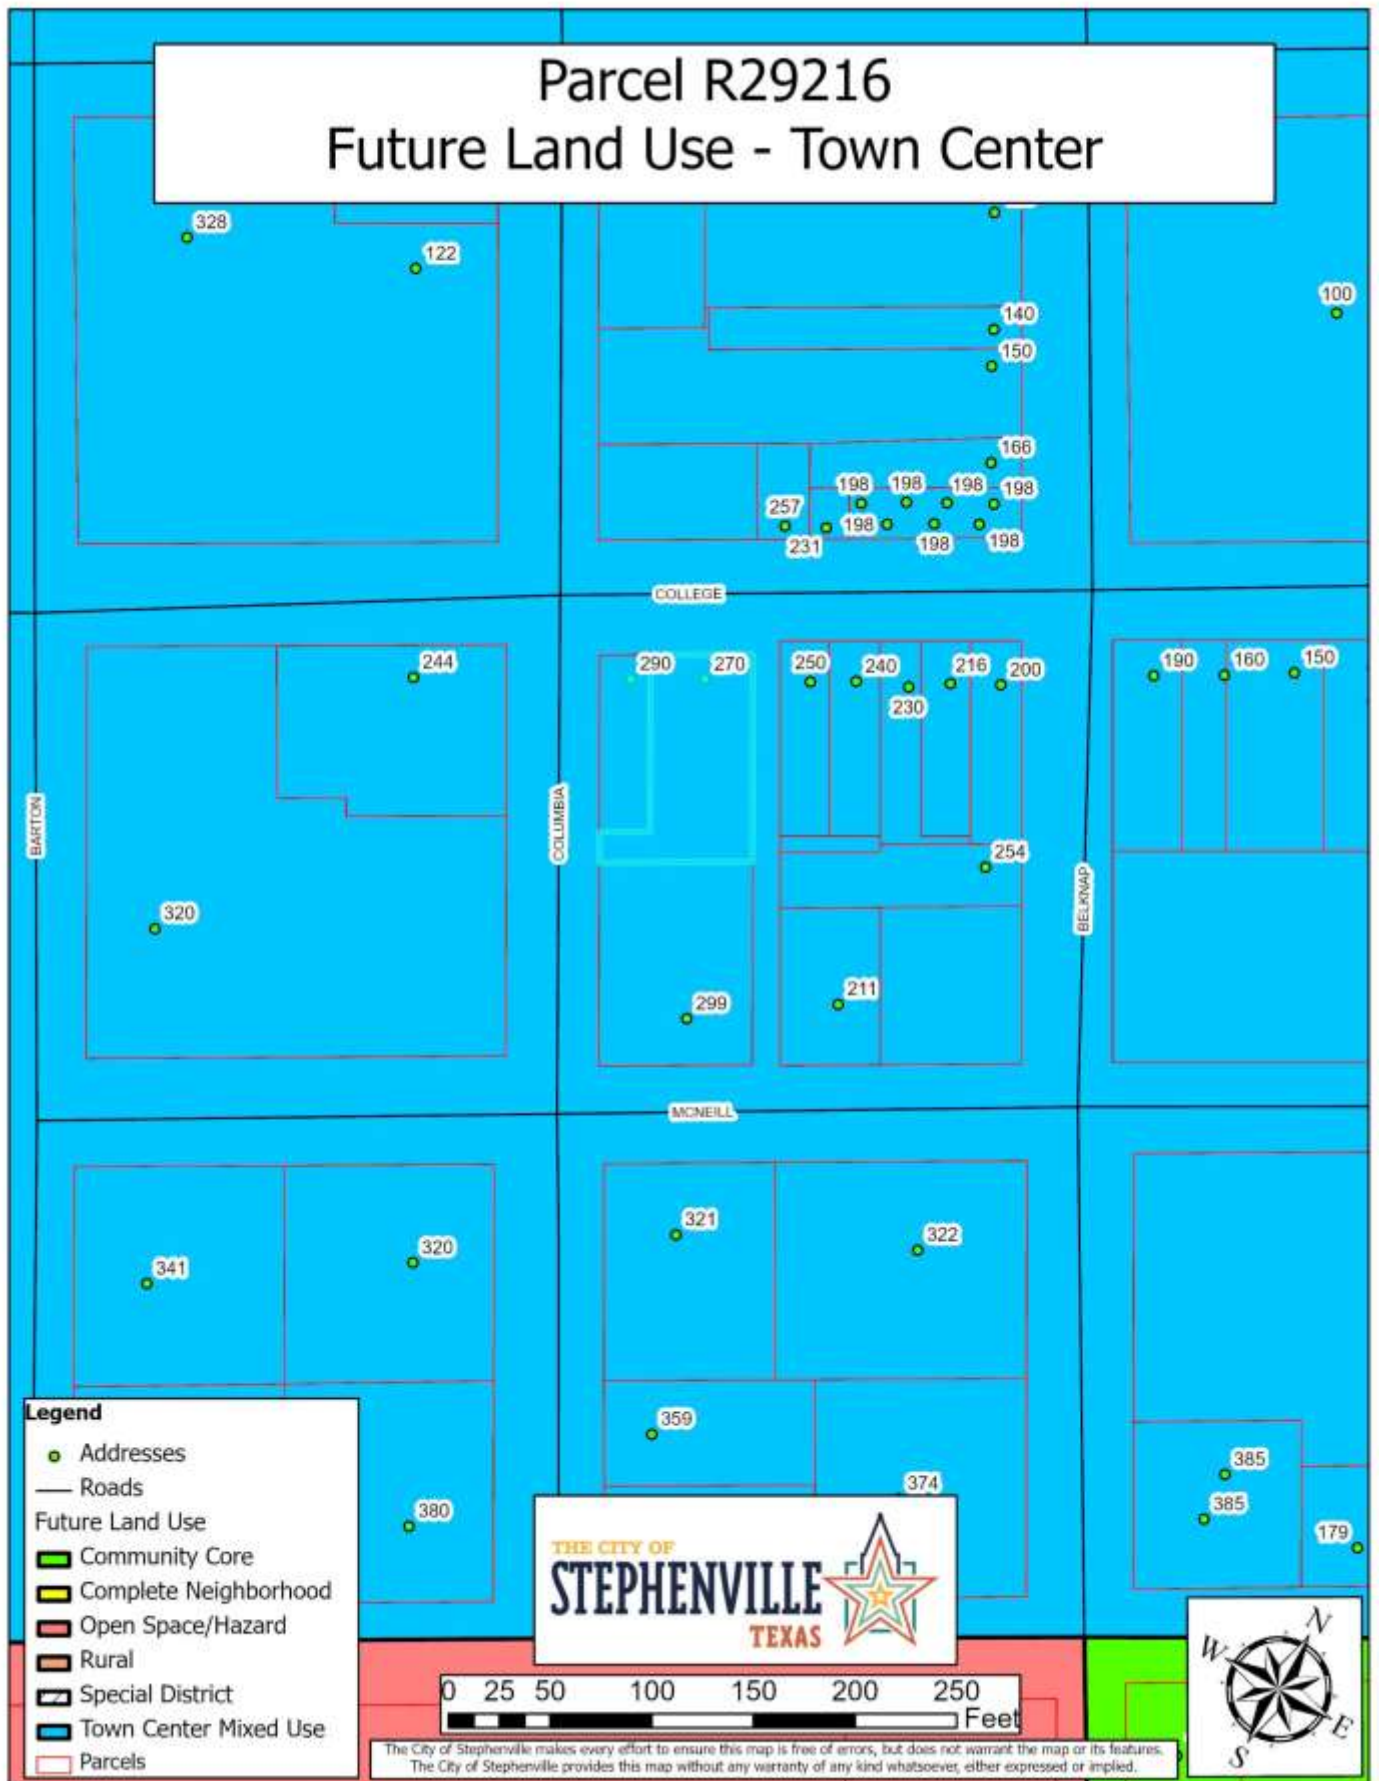 Parcel R29216
Future Land Use - Town Center
328
122
100
140
150
166
198
198
198
198
257
231
198
198
198
COLLEGE
290
270
250
240
230
216
200
190
160
150
244
BARTON
COLUMBIA
BELKNAP
254
320
299
211
MCNEILL
321
322
341
320
359
374
385
385
179
380
Legend
Addresses
Roads
Future Land Use
Community Core
Complete Neighborhood
Open Space/Hazard
Rural
Special District
Town Center Mixed Use
Parcels
THE CITY OF
STEPHENVILLE
TEXAS
0 25 50 100 150 200 250
Feet
N
W
E
S
The City of Stephenville makes every effort to ensure this map is free of errors, but does not warrant the map or its features.
The City of Stephenville provides this map without any warranty of any kind whatsoever, either expressed or implied.